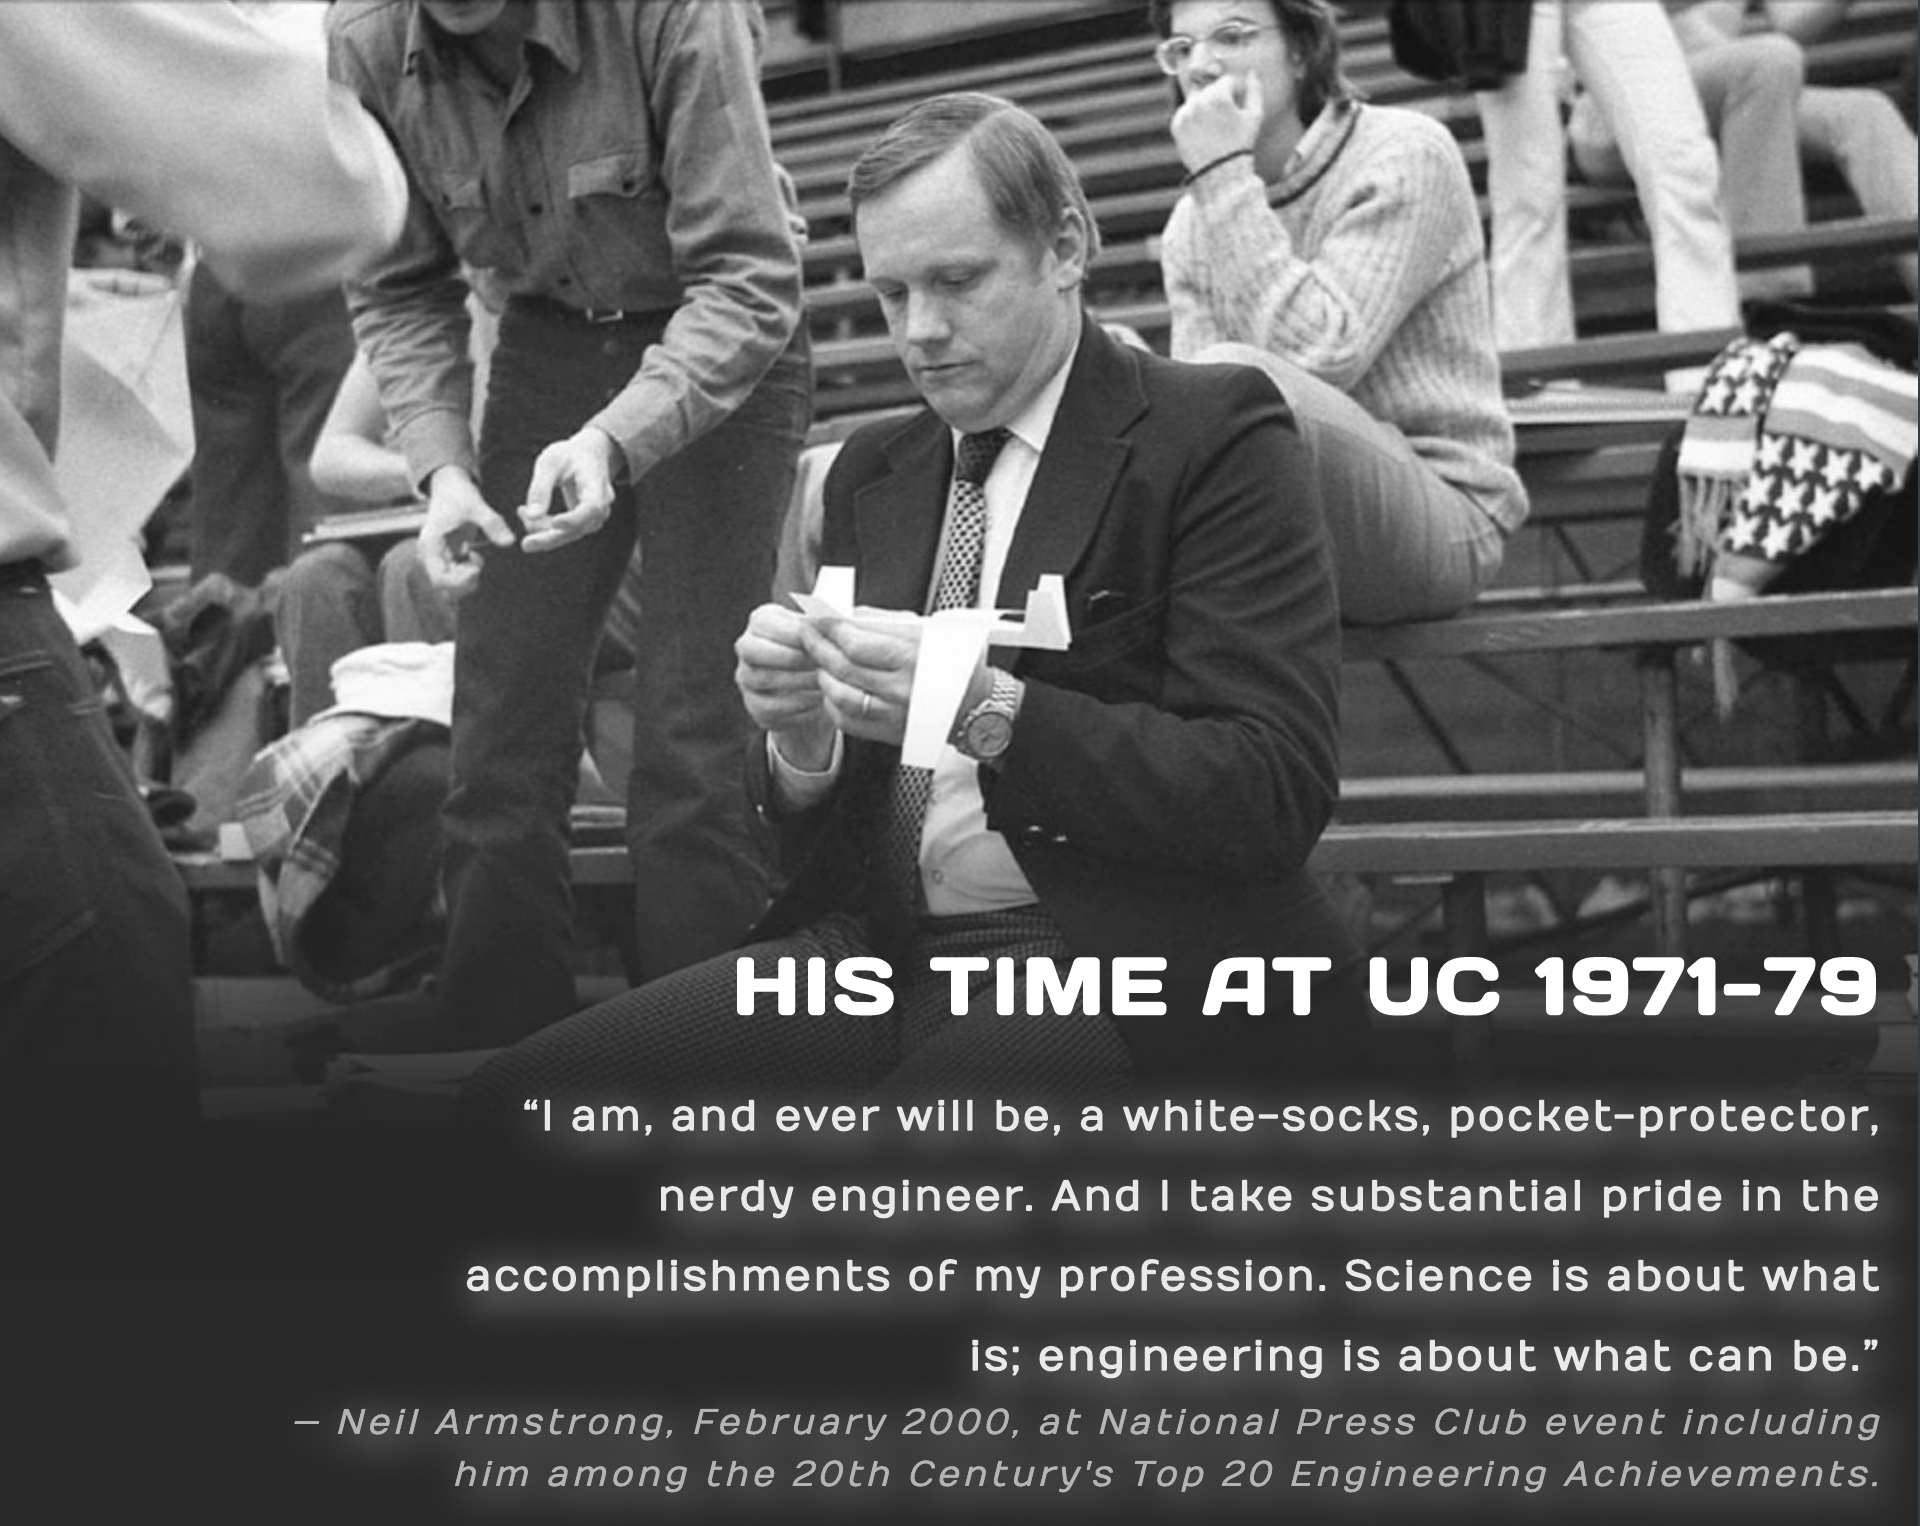 HIS TIME AT UC 1971-79
“I am, and ever will be, a white-socks, pocket-protector,
nerdy engineer. And I take substantial pride in the
accomplishments of my profession. Science is about what
is; engineering is about what can be.”
— Neil Armstrong, February 2000, at National Press Club event including
him among the 20th Century's Top 20 Engineering Achievements.